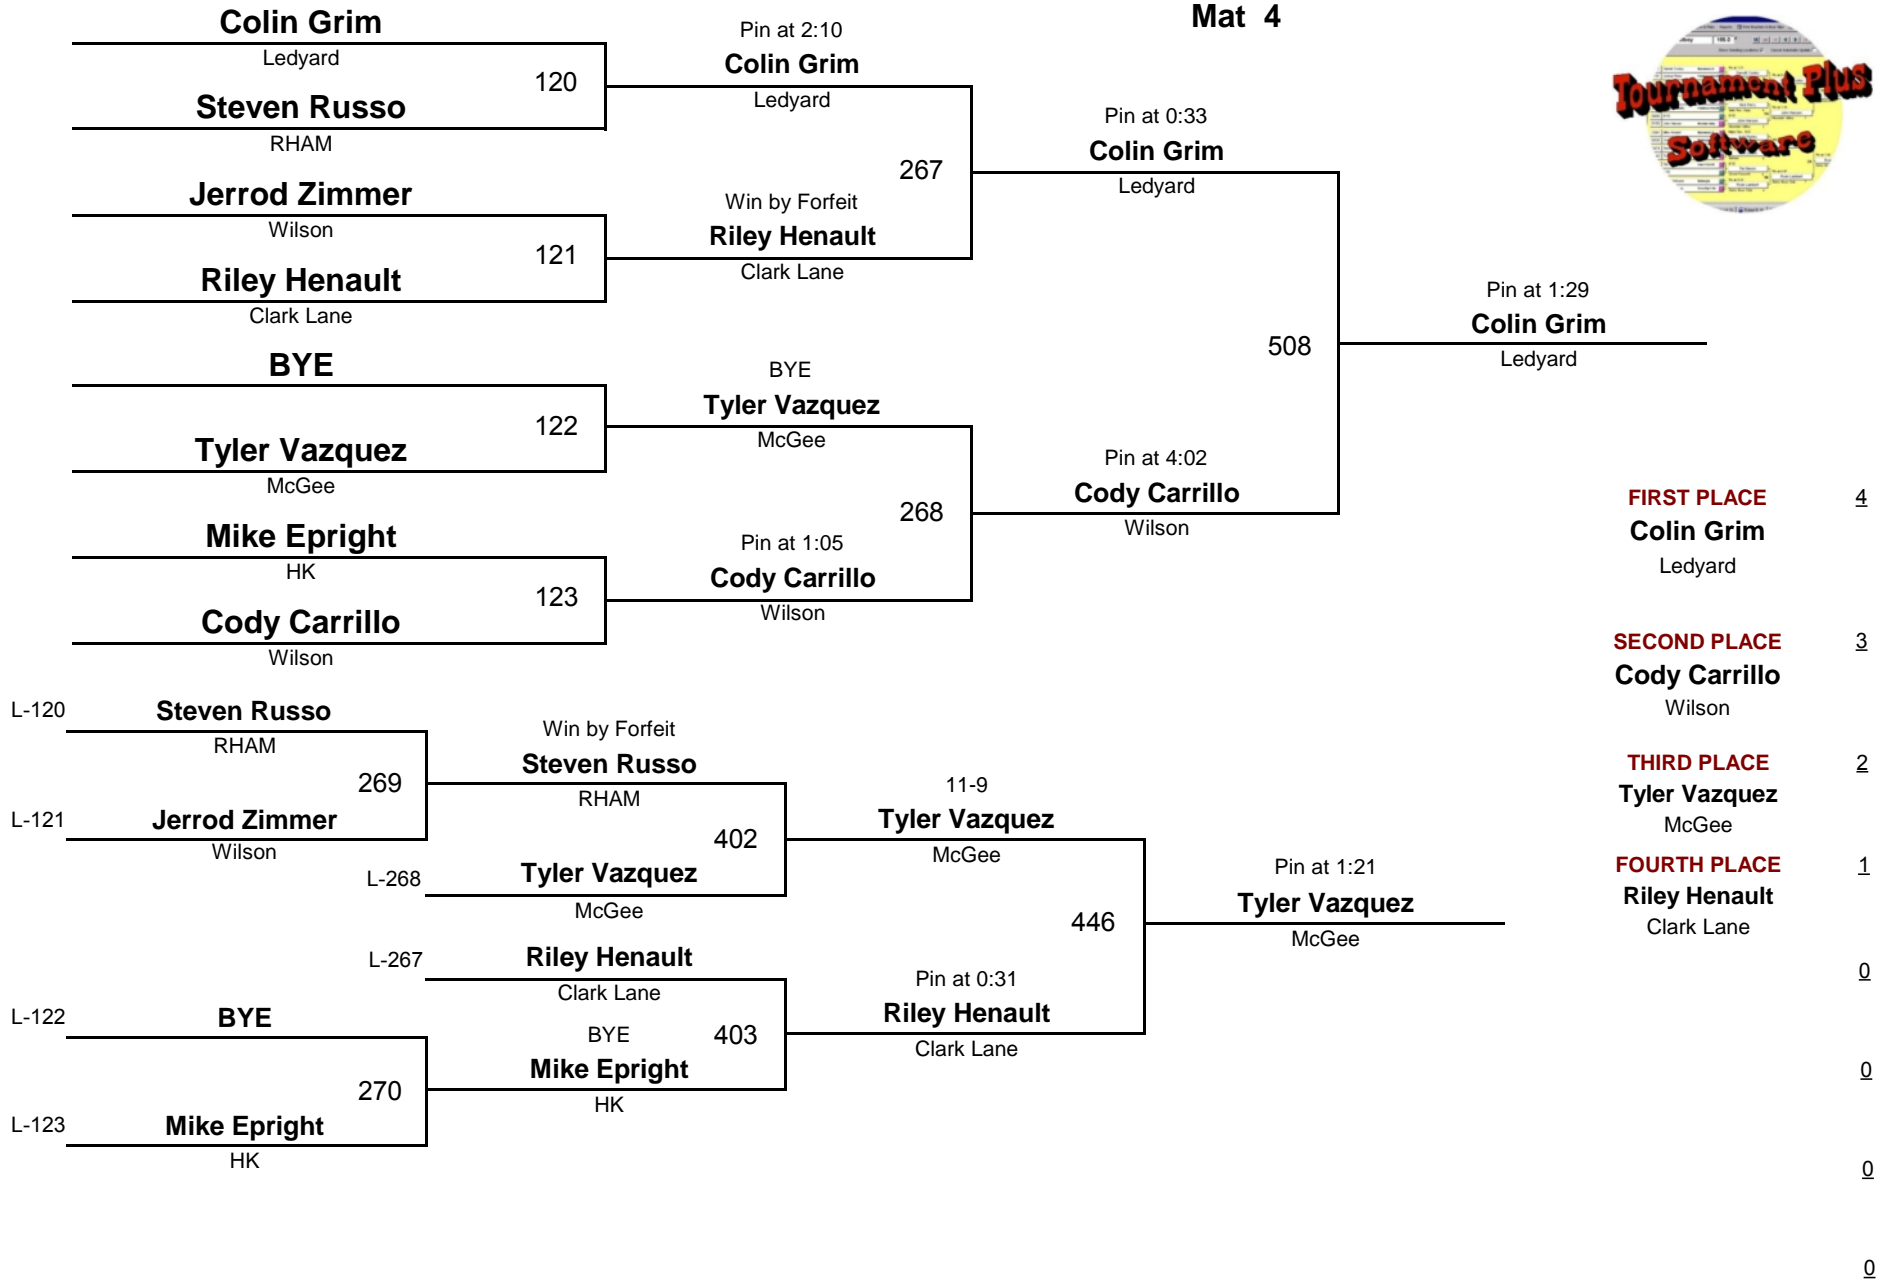 Mat 4
Tournament Plus
Software
Colin Grim
Ledyard
120
Steven Russo
RHAM
Jerrod Zimmer
Wilson
121
Riley Henault
Clark Lane
BYE
122
Tyler Vazquez
McGee
Mike Epright
HK
123
Cody Carrillo
Wilson
Pin at 2:10
Colin Grim
Ledyard
267
Win by Forfeit
Riley Henault
Clark Lane
BYE
Tyler Vazquez
McGee
268
Pin at 1:05
Cody Carrillo
Wilson
Pin at 0:33
Colin Grim
Ledyard
508
Pin at 4:02
Cody Carrillo
Wilson
Pin at 1:29
Colin Grim
Ledyard
FIRST PLACE 4
Colin Grim
Ledyard
SECOND PLACE 3
Cody Carrillo
Wilson
THIRD PLACE 2
Tyler Vazquez
McGee
FOURTH PLACE 1
Riley Henault
Clark Lane
0
0
0
0
L-120 Steven Russo
RHAM
269
L-121 Jerrod Zimmer
Wilson
L-122 BYE
270
L-123 Mike Epright
HK
Win by Forfeit
Steven Russo
RHAM
402
L-268 Tyler Vazquez
McGee
L-267 Riley Henault
Clark Lane
BYE 403
Mike Epright
HK
11-9
Tyler Vazquez
McGee
446
Pin at 0:31
Riley Henault
Clark Lane
Pin at 1:21
Tyler Vazquez
McGee